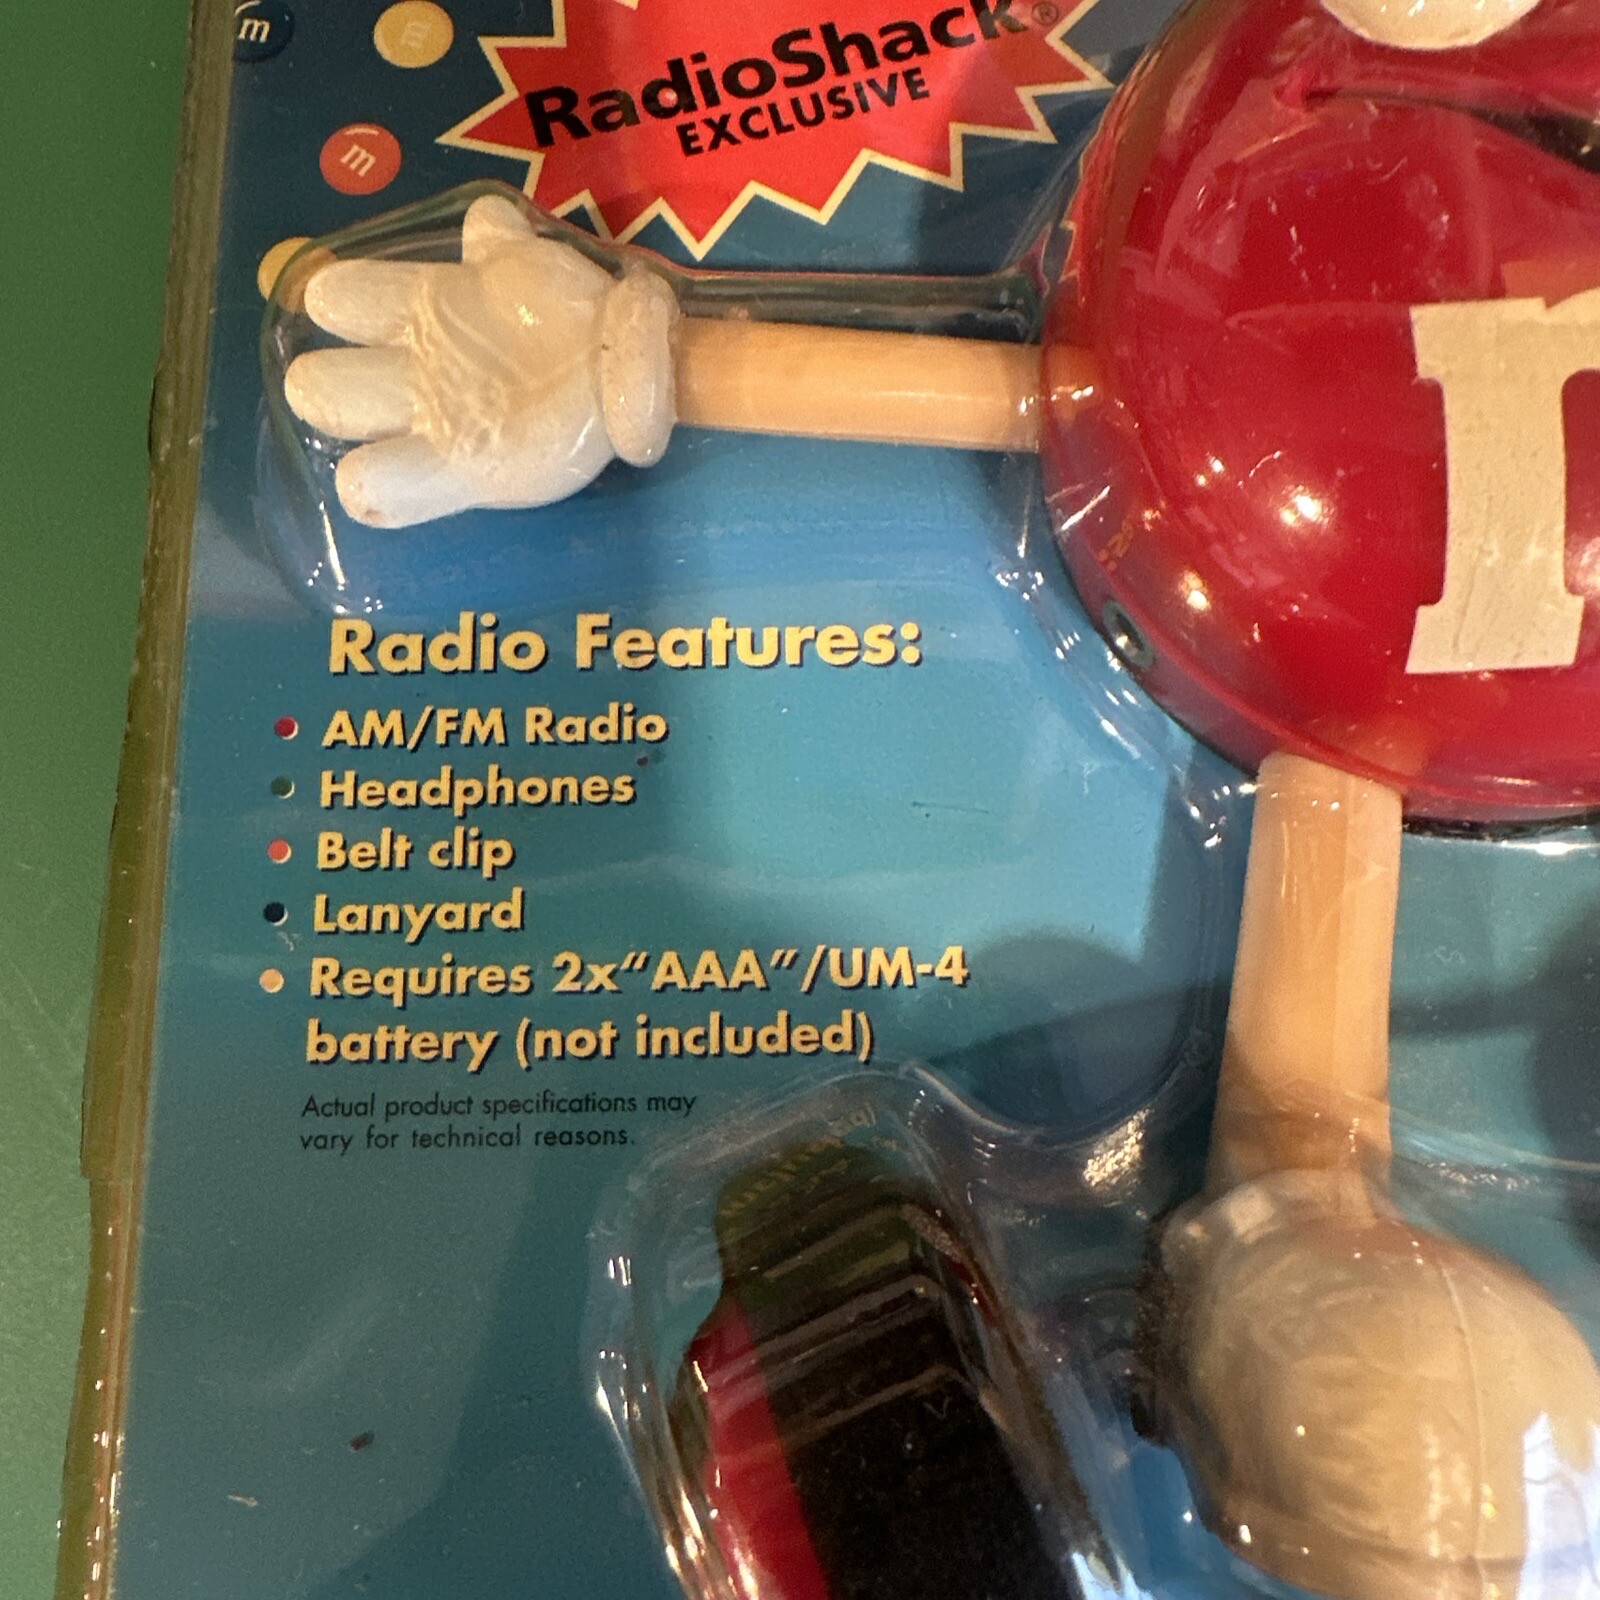 m
m
m
RadioShack®
EXCLUSIVE
m
Radio Features:
• AM/FM Radio
• Headphones
• Belt clip
• Lanyard
• Requires 2x“AAA”/UM-4
battery (not included)
Actual product specifications may
vary for technical reasons.